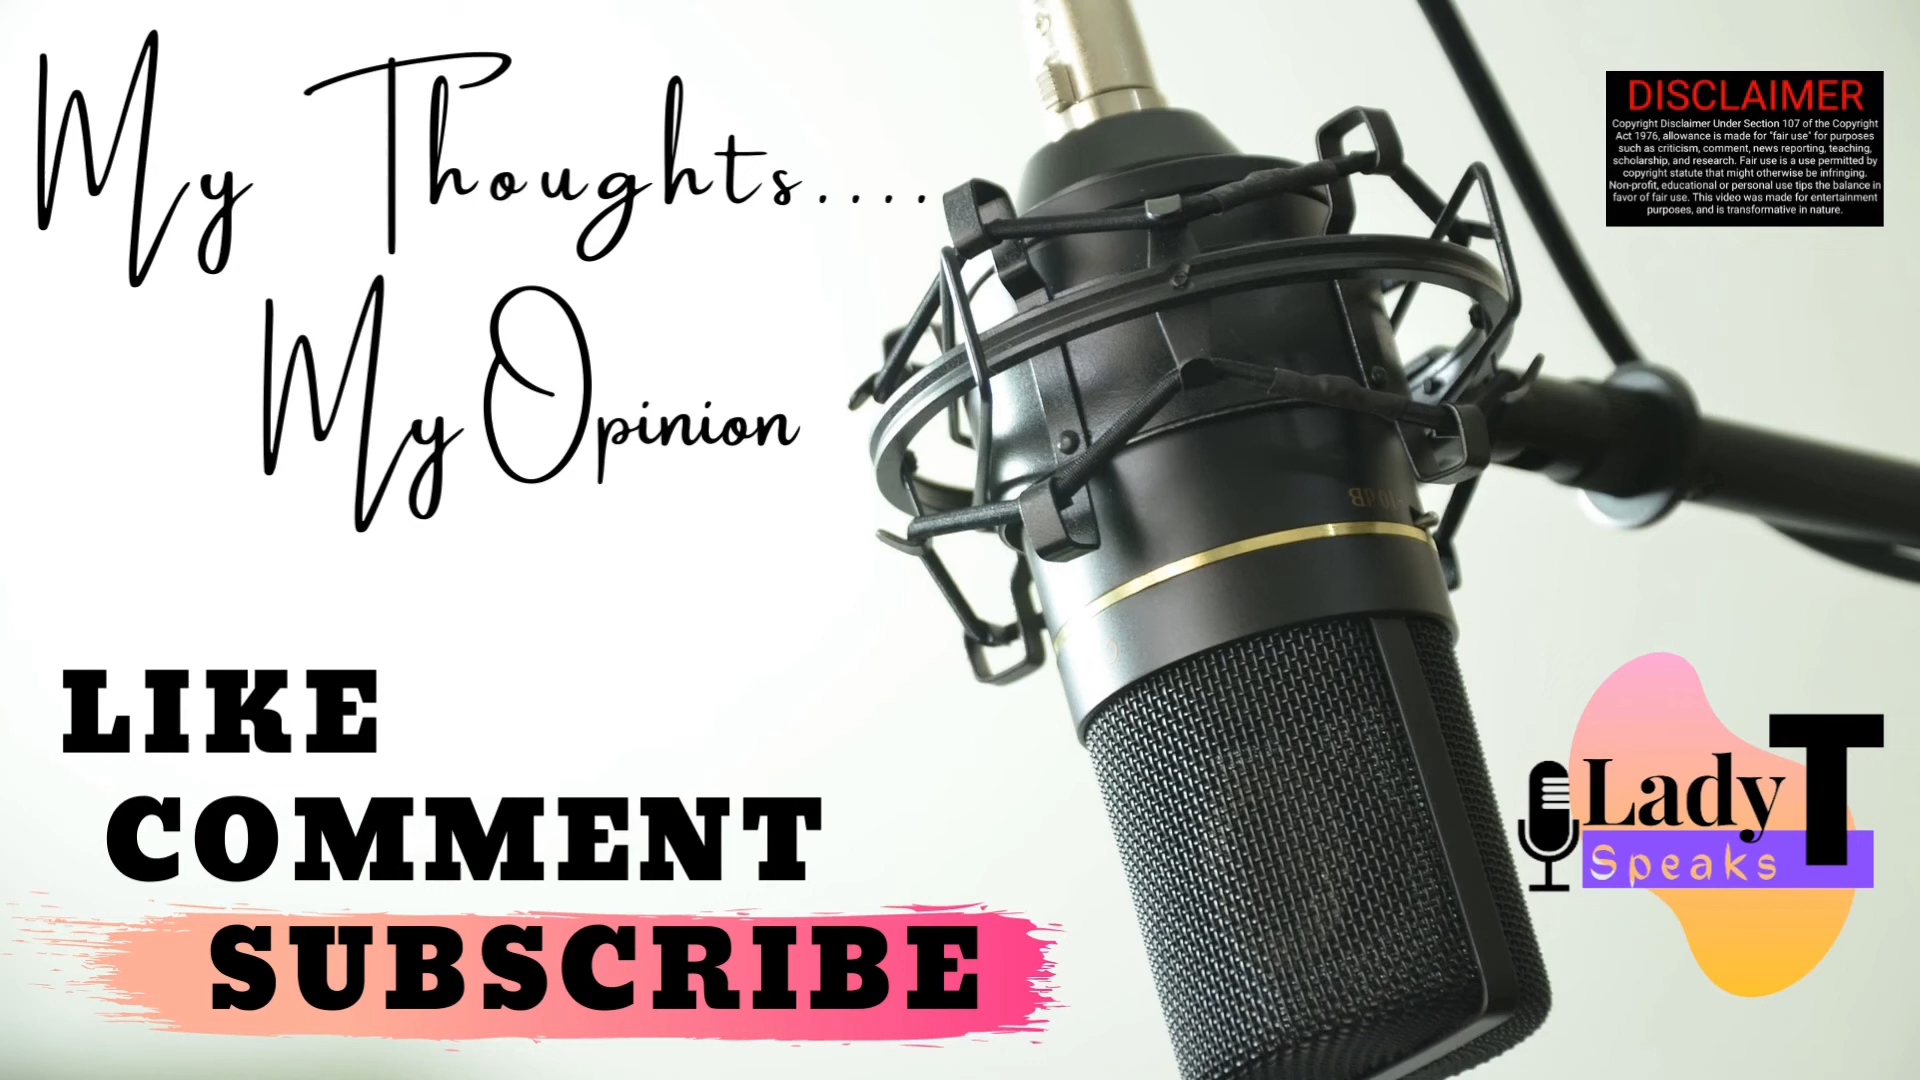 My Thoughts....
My Opinion
LIKE
COMMENT
SUBSCRIBE
DISCLAIMER
Copyright Disclaimer Under Section 107 of the Copyright
Act 1976, allowance is made for "fair use" for purposes
such as criticism, comment, news reporting, teaching,
scholarship, and research. Fair use is a use permitted by
copyright statute that might otherwise be infringing.
Non-profit, educational or personal use tips the balance in
favor of fair use. This video was made for entertainment
purposes, and is transformative in nature.
-10dB
Lady T
Speaks